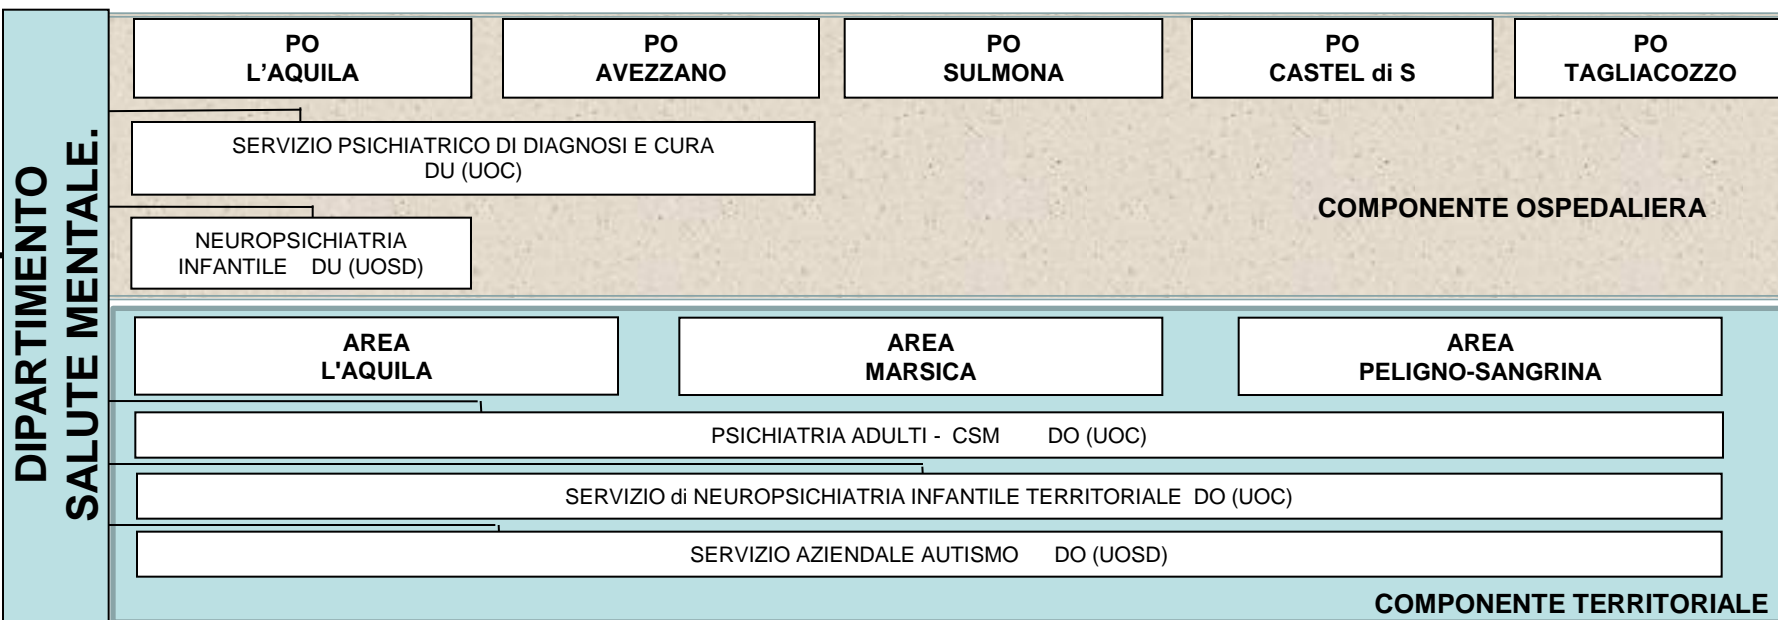 DIPARTIMENTO
SALUTE MENTALE.
PO
L’AQUILA
PO
AVEZZANO
PO
SULMONA
PO
CASTEL di S
PO
TAGLIACOZZO
SERVIZIO PSICHIATRICO DI DIAGNOSI E CURA
DU (UOC)
COMPONENTE OSPEDALIERA
NEUROPSICHIATRIA
INFANTILE DU (UOSD)
AREA
L'AQUILA
AREA
MARSICA
AREA
PELIGNO-SANGRINA
PSICHIATRIA ADULTI - CSM DO (UOC)
SERVIZIO di NEUROPSICHIATRIA INFANTILE TERRITORIALE DO (UOC)
SERVIZIO AZIENDALE AUTISMO DO (UOSD)
COMPONENTE TERRITORIALE